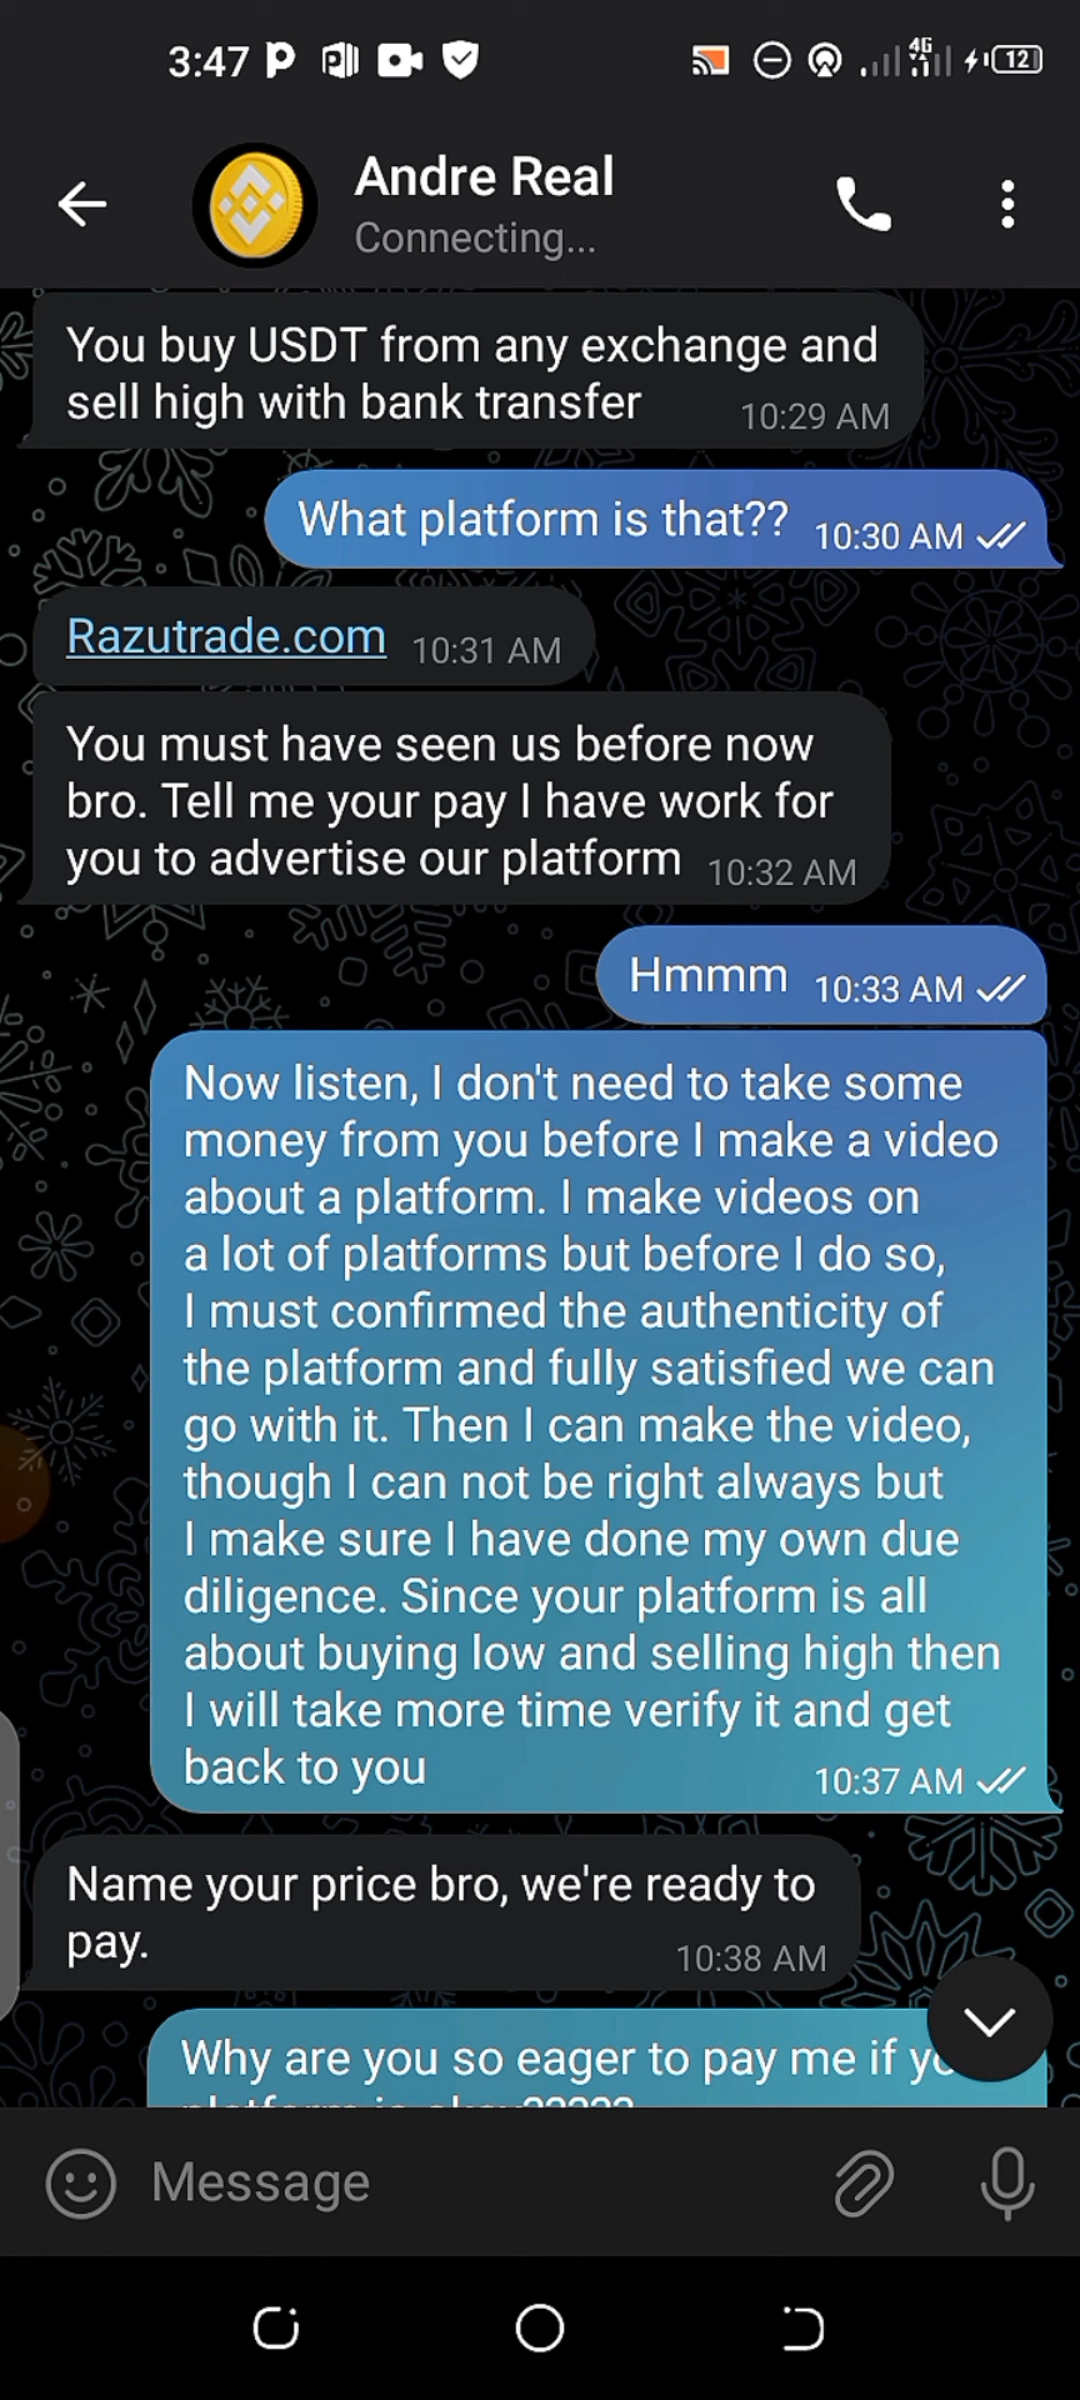 3:47
4G
12
Andre Real
Connecting...
You buy USDT from any exchange and
sell high with bank transfer
10:29 AM
What platform is that??
10:30 AM
Razutrade.com
10:31 AM
You must have seen us before now
bro. Tell me your pay I have work for
you to advertise our platform
10:32 AM
Hmmm
10:33 AM
Now listen, I don't need to take some
money from you before I make a video
about a platform. I make videos on
a lot of platforms but before I do so,
I must confirmed the authenticity of
the platform and fully satisfied we can
go with it. Then I can make the video,
though I can not be right always but
I make sure I have done my own due
diligence. Since your platform is all
about buying low and selling high then
I will take more time verify it and get
back to you
10:37 AM
Name your price bro, we're ready to
pay.
10:38 AM
Why are you so eager to pay me if
Message